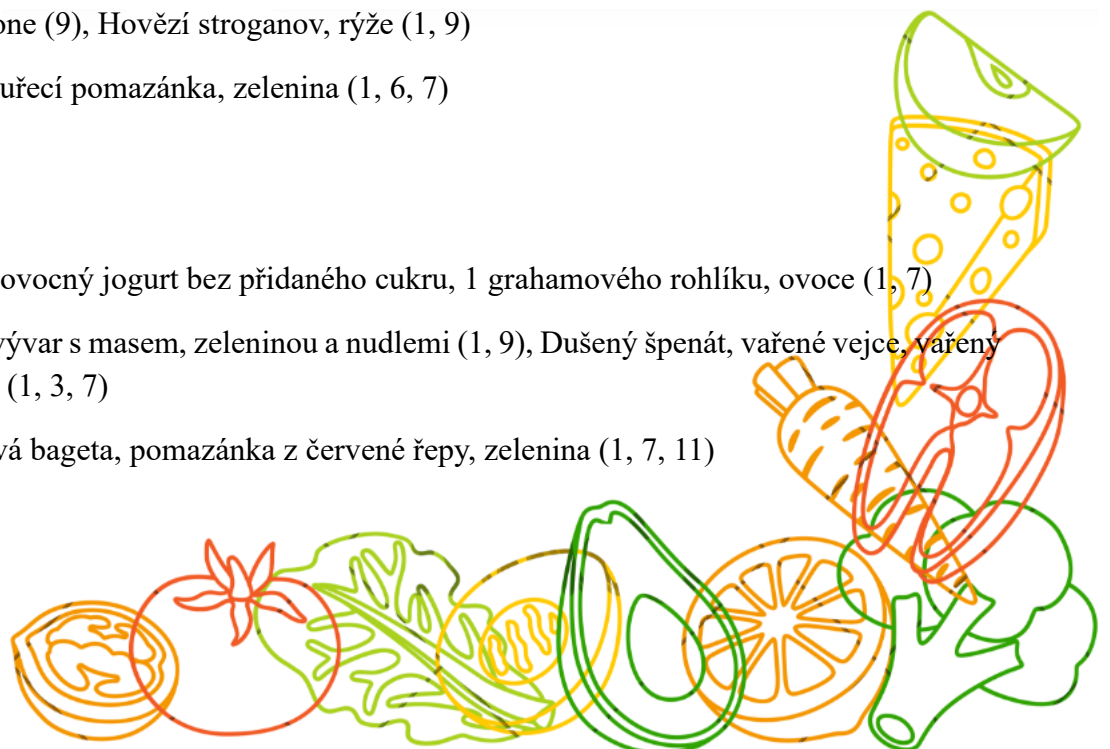 one (9), Hovězí stroganov, rýže (1, 9)
uřecí pomazánka, zelenina (1, 6, 7)
ovocný jogurt bez přidaného cukru, 1 grahamového rohlíku, ovoce (1, 7)
vývar s masem, zeleninou a nudlemi (1, 9), Dušený špenát, vařené vejce, vařený
(1, 3, 7)
vá bageta, pomazánka z červené řepy, zelenina (1, 7, 11)